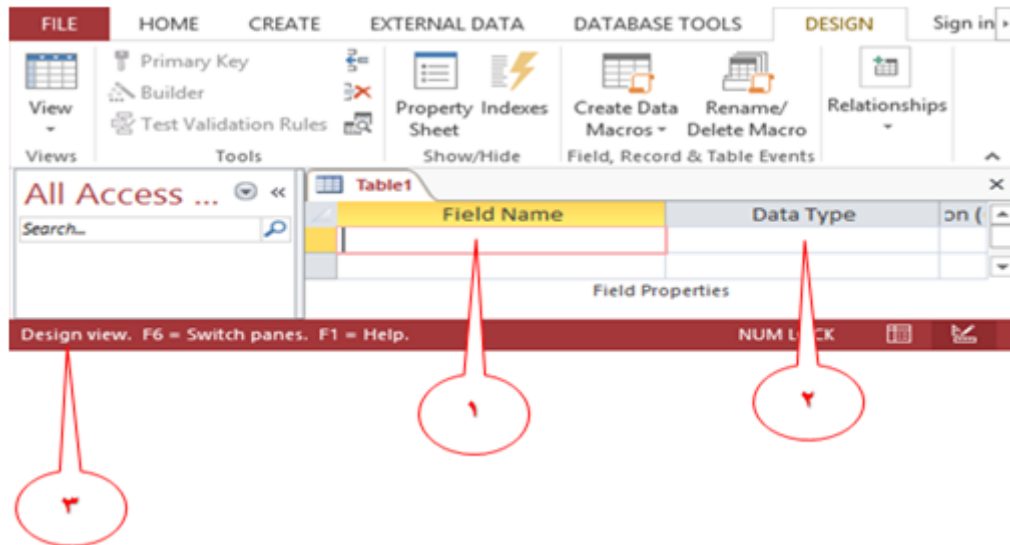 FILE HOME CREATE EXTERNAL DATA DATABASE TOOLS DESIGN Sign in
View
Primary Key
Builder
Test Validation Rules
Property Sheet
Indexes
Create Data Macros
Rename/ Delete Macro
Relationships
Views Tools Show/Hide Field, Record & Table Events
All Access ...
Search...
Table1
Field Name Data Type on (
Field Properties
Design view. F6 = Switch panes. F1 = Help. NUM LOCK
١
٢
٣